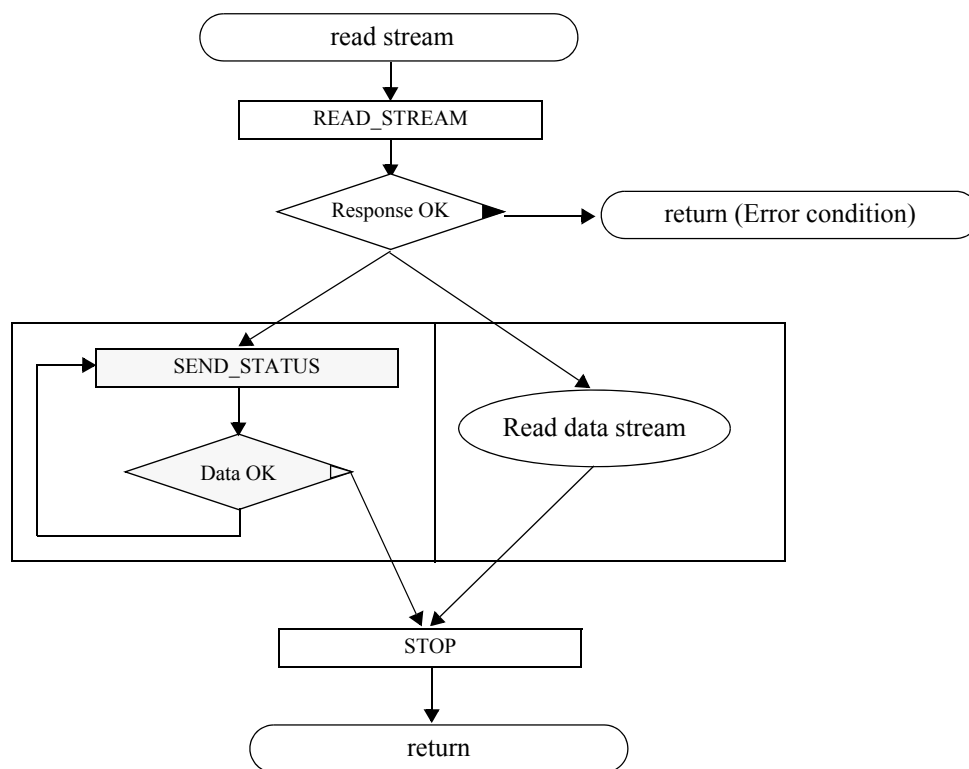 read stream
READ_STREAM
Response OK
return (Error condition)
SEND_STATUS
Read data stream
Data OK
STOP
return